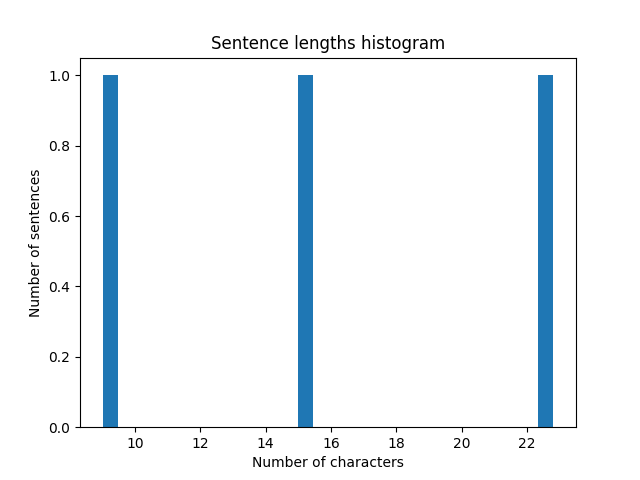 Sentence lengths histogram
1.0
0.8
0.6
0.4
0.2
0.0
Number of sentences
10 12 14 16 18 20 22
Number of characters